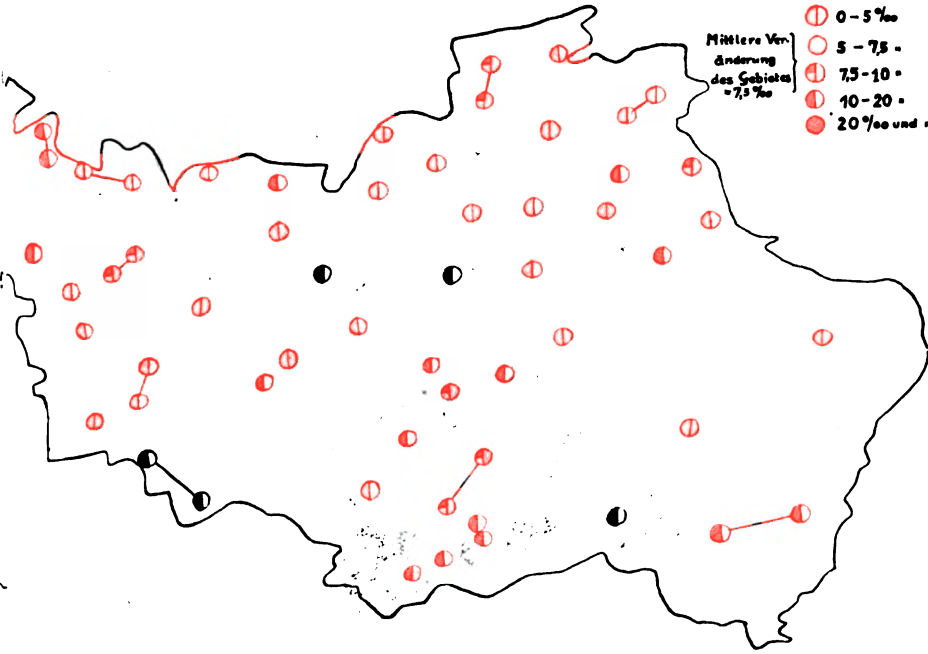 Mittlere Ver-
änderung
des Gebietes
= 7,5 ‰
0 - 5 ‰
5 - 7,5 "
7,5 - 10 "
10 - 20 "
20 ‰ und "